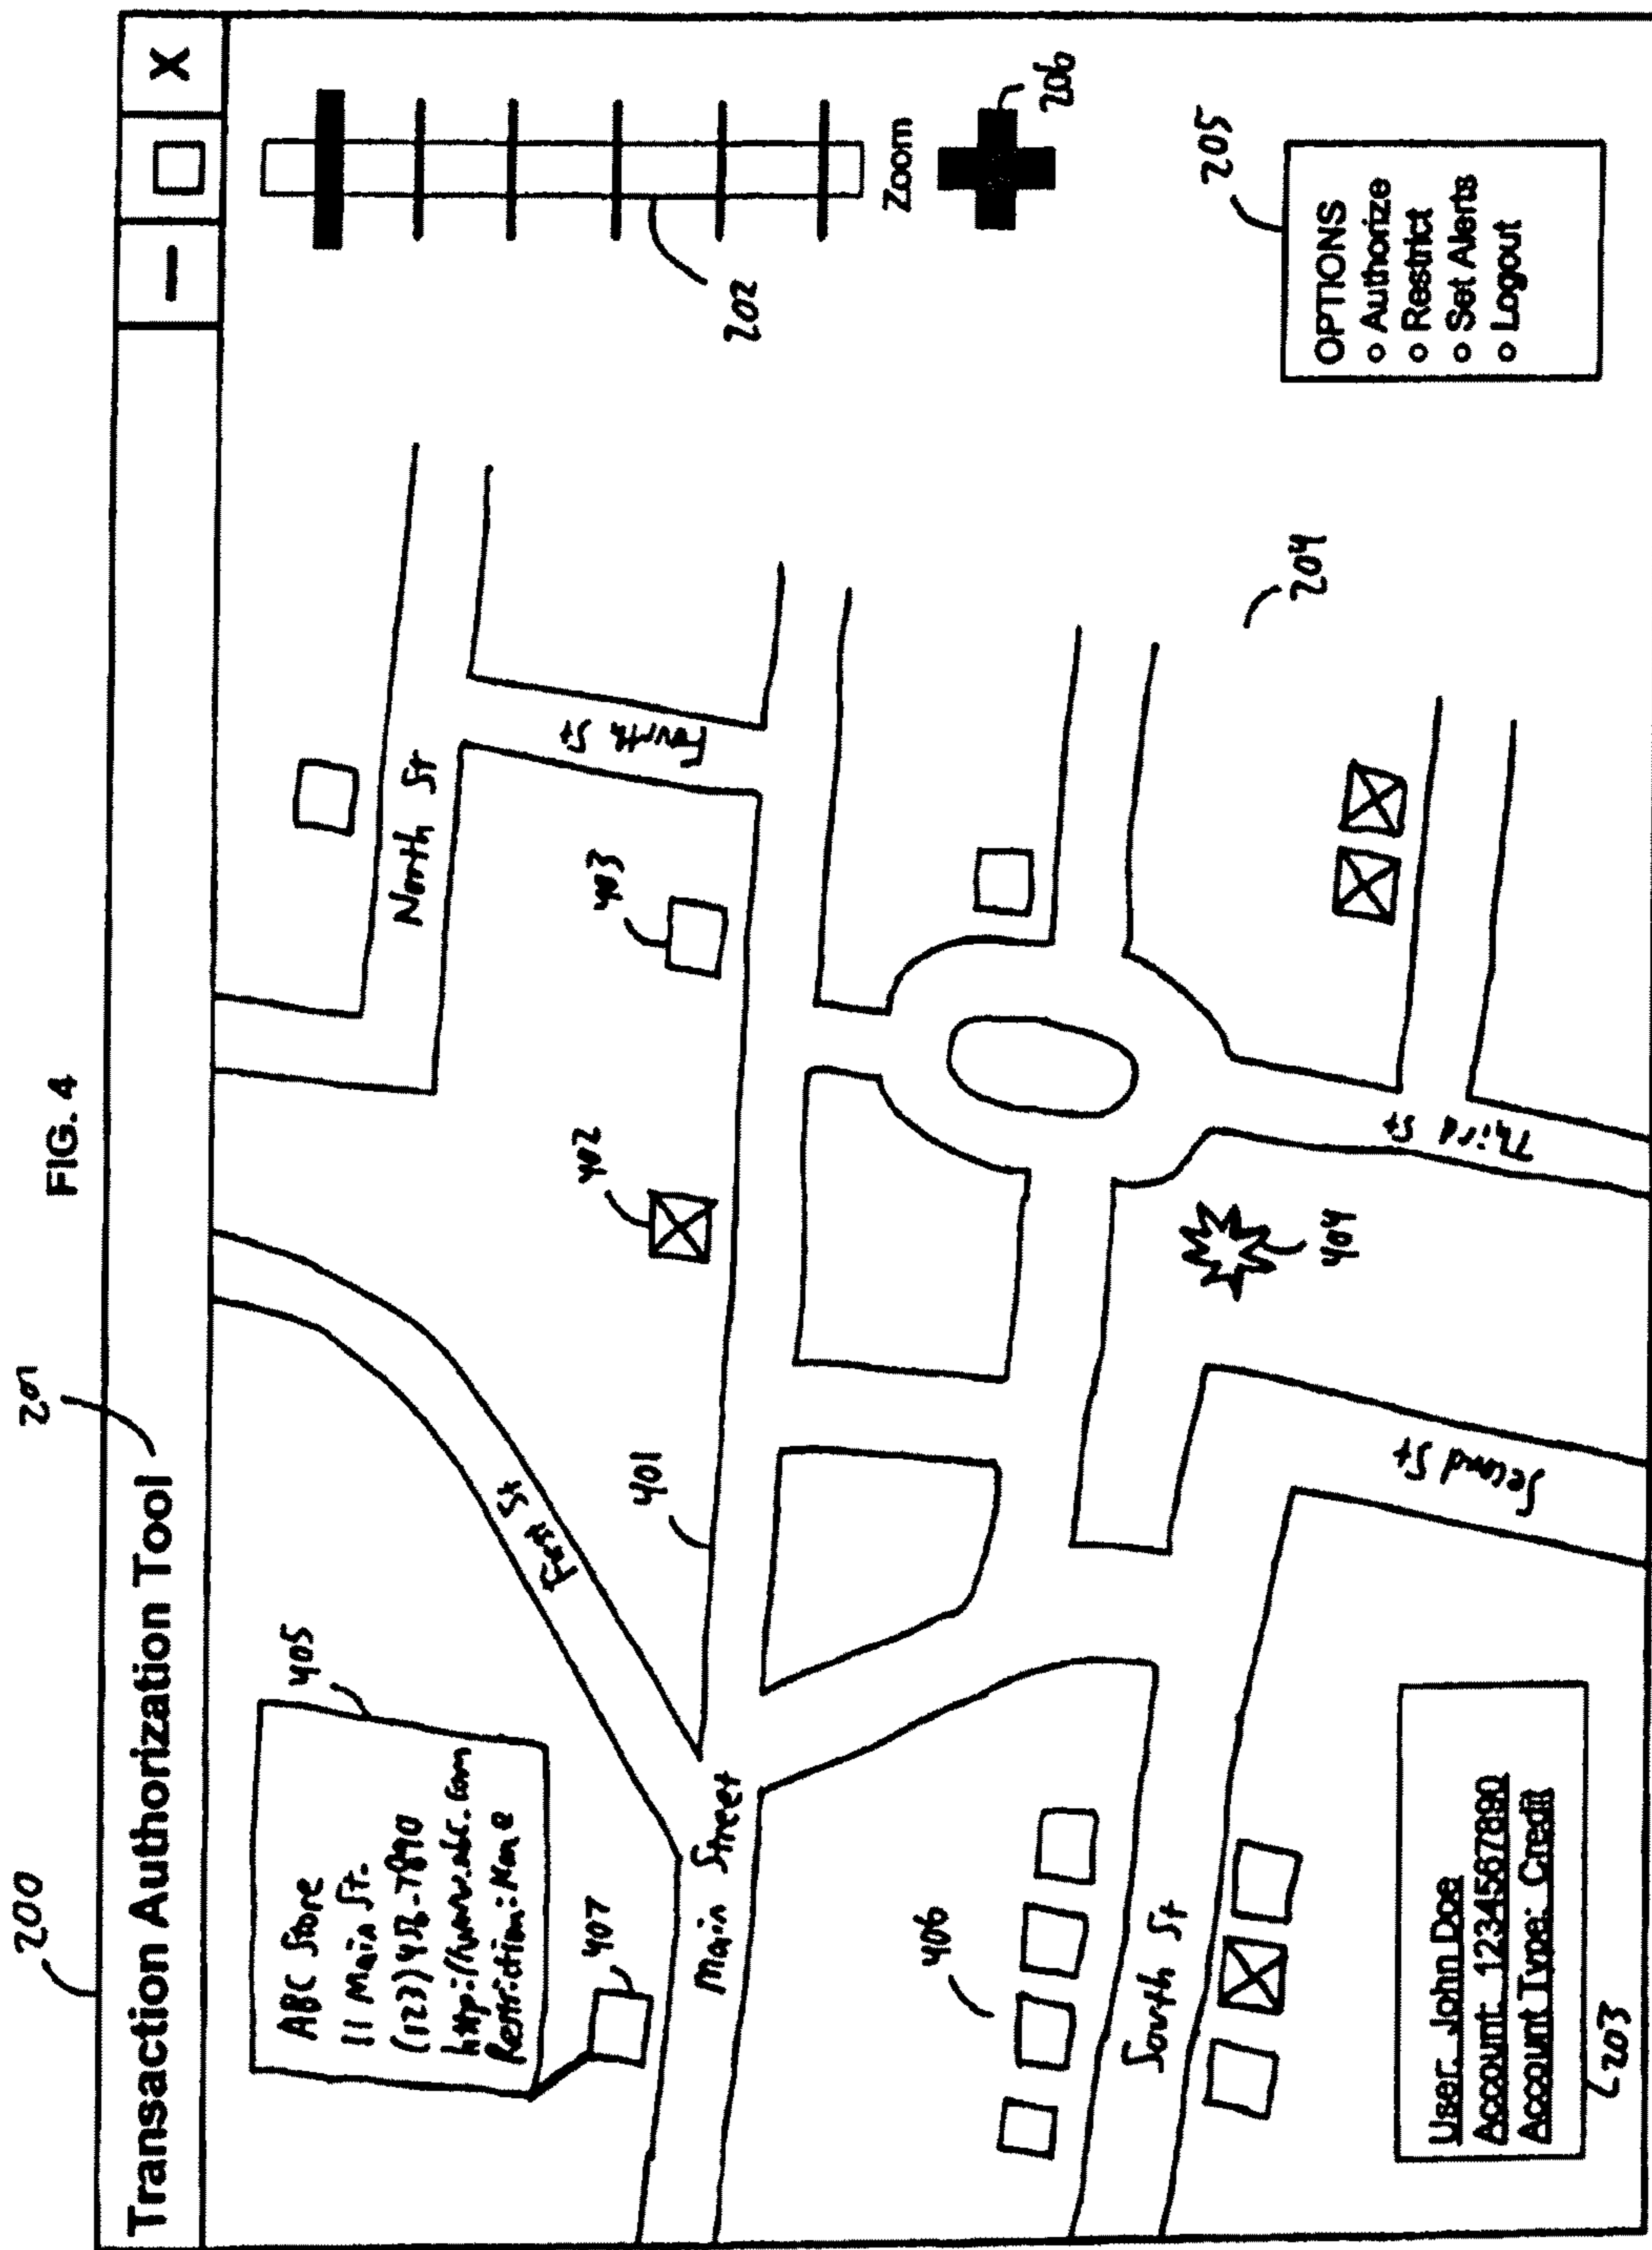 FIG. 4
200
201
Transaction Authorization Tool
X
405
ABC Store
11 Main St.
(123) 456-7890
http://www.abc.com
Restriction: None
407
First St
North St
Fourth St
202
Zoom
206
401
402
403
Main Street
406
South St
404
204
205
OPTIONS
Authorize
Restrict
Set Alerts
Logout
Second St
Third St
User: John Doe
Account: 1234567890
Account Type: Credit
203